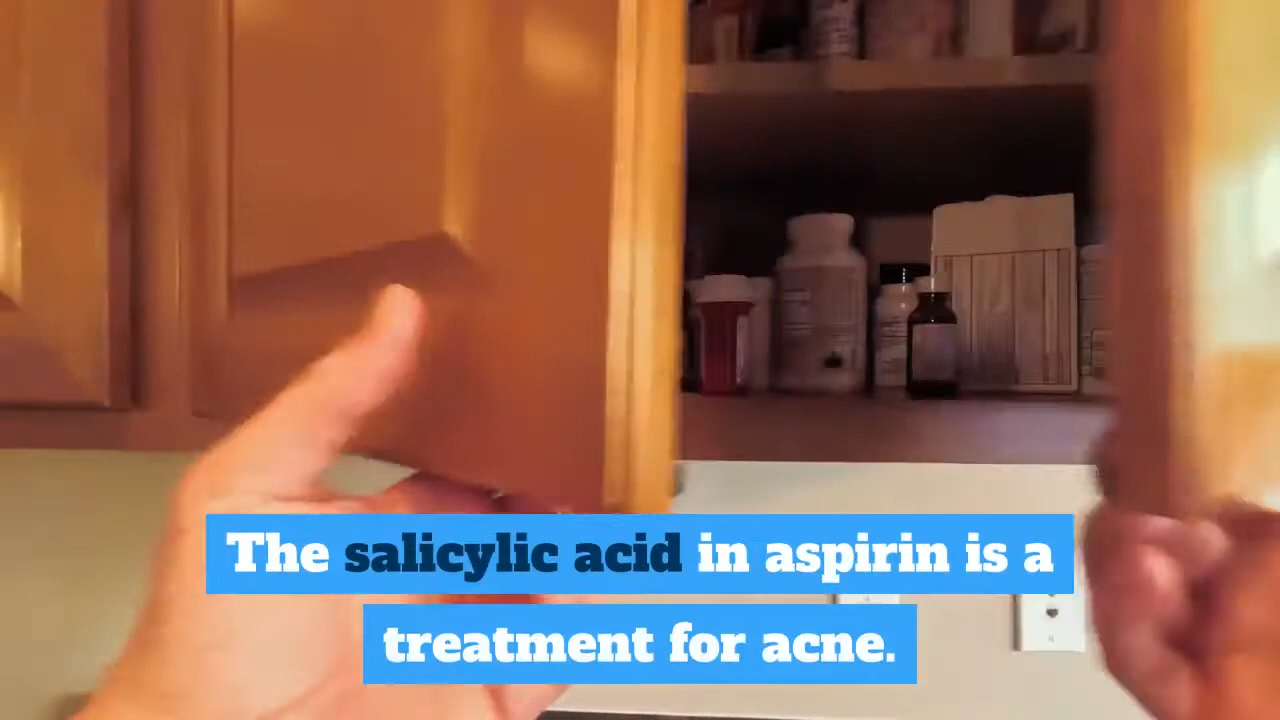 The salicylic acid in aspirin is a
treatment for acne.